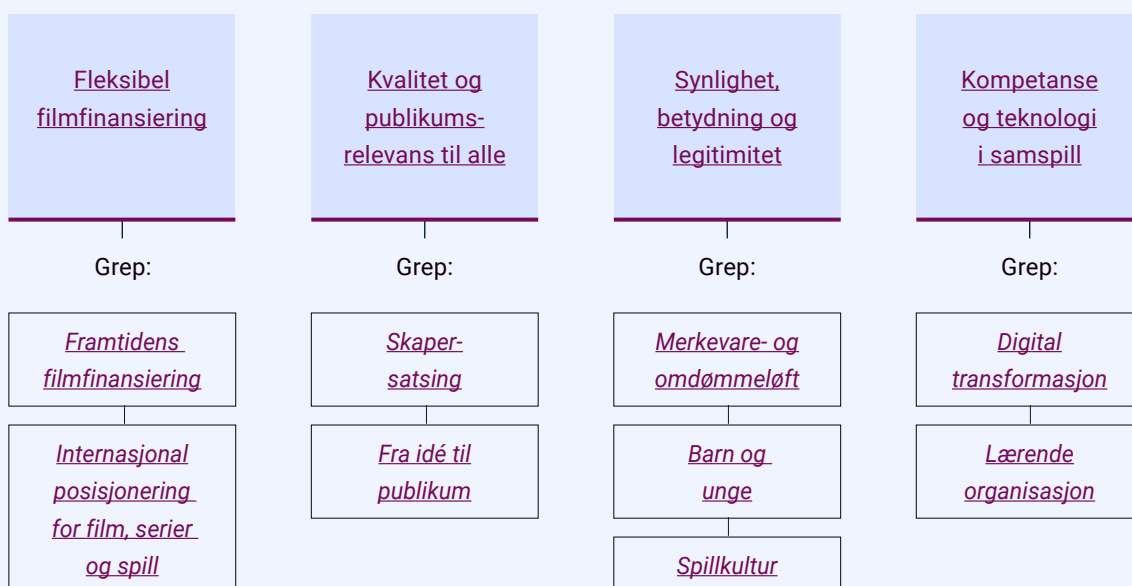 Fleksibel
filmfinansiering
Grep:
Framtidens
filmfinansiering
Internasjonal
posisjonering
for film, serier
og spill
Kvalitet og
publikums-
relevans til alle
Grep:
Skaper-
satsing
Fra idé til
publikum
Synlighet,
betydning og
legitimitet
Grep:
Merkevare- og
omdømmeløft
Barn og
unge
Spillkultur
Kompetanse
og teknologi
i samspill
Grep:
Digital
transformasjon
Lærende
organisasjon